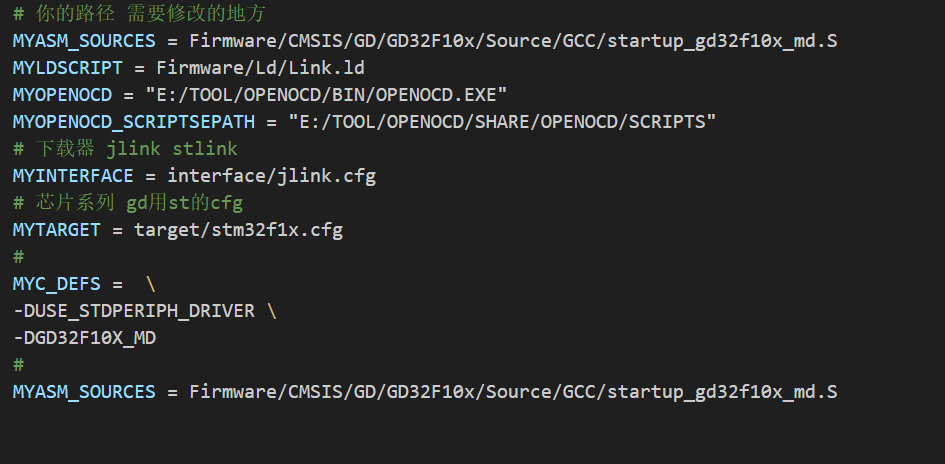 # 你的路径 需要修改的地方
MYASM_SOURCES = Firmware/CMSIS/GD/GD32F10x/Source/GCC/startup_gd32f10x_md.S
MYLDSCRIPT = Firmware/Ld/Link.ld
MYOPENOCD = "E:/TOOL/OPENOCD/BIN/OPENOCD.EXE"
MYOPENOCD_SCRIPTSEPATH = "E:/TOOL/OPENOCD/SHARE/OPENOCD/SCRIPTS"
# 下载器 jlink stlink
MYINTERFACE = interface/jlink.cfg
# 芯片系列 gd用st的cfg
MYTARGET = target/stm32f1x.cfg
#
MYC_DEFS =  \
-DUSE_STDPERIPH_DRIVER \
-DGD32F10X_MD
#
MYASM_SOURCES = Firmware/CMSIS/GD/GD32F10x/Source/GCC/startup_gd32f10x_md.S